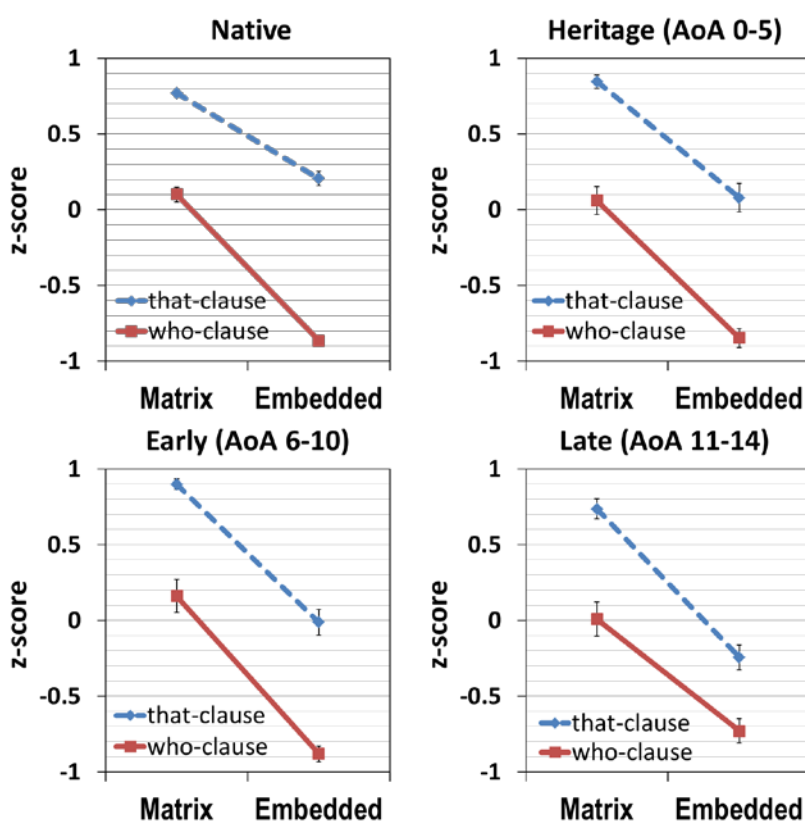 Native
1
0.5
0
-0.5
-1
z-score
that-clause
who-clause
Matrix Embedded
Heritage (AoA 0-5)
1
0.5
0
-0.5
-1
z-score
that-clause
who-clause
Matrix Embedded
Early (AoA 6-10)
1
0.5
0
-0.5
-1
z-score
that-clause
who-clause
Matrix Embedded
Late (AoA 11-14)
1
0.5
0
-0.5
-1
z-score
that-clause
who-clause
Matrix Embedded